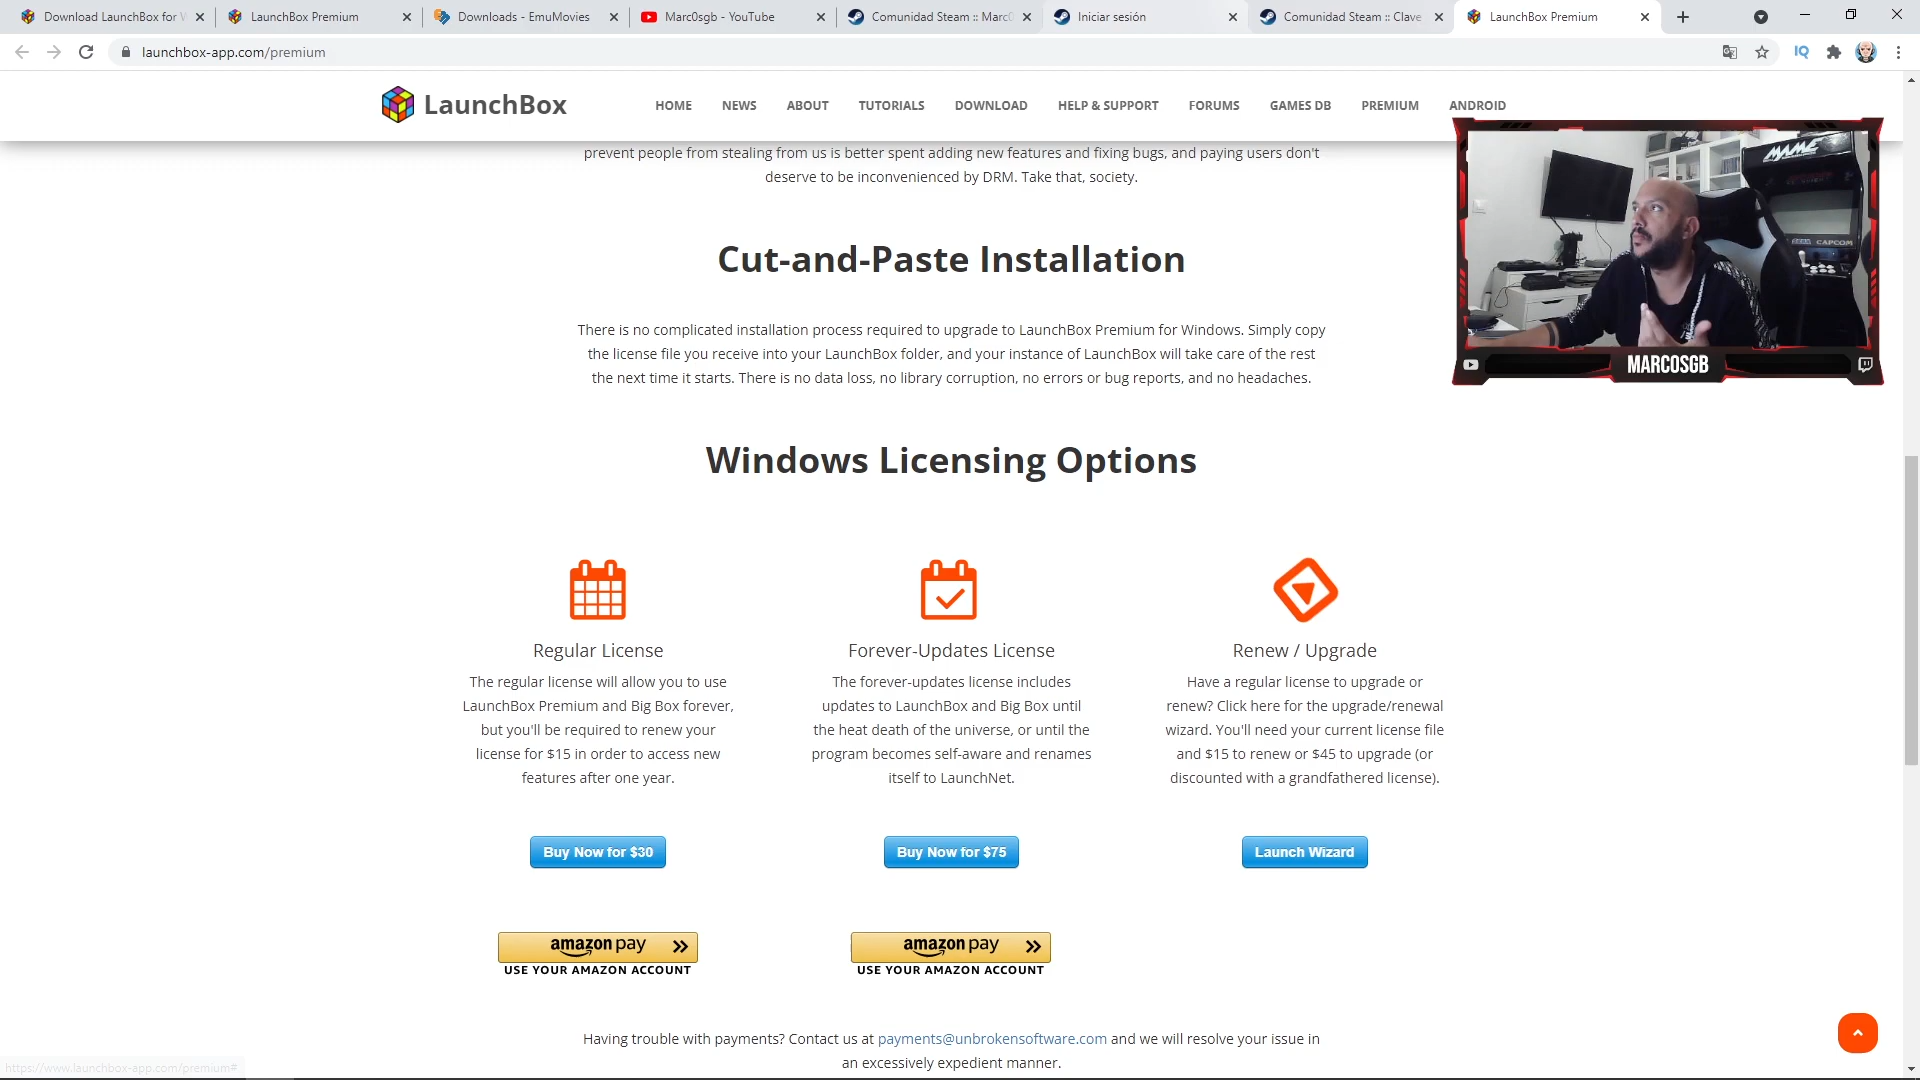 Download LaunchBox for W
LaunchBox Premium
Downloads - EmuMovies
Marc0sgb - YouTube
Comunidad Steam :: Marc0
Iniciar sesión
Comunidad Steam :: Clave
LaunchBox Premium
launchbox-app.com/premium
IQ
LaunchBox
HOME
NEWS
ABOUT
TUTORIALS
DOWNLOAD
HELP & SUPPORT
FORUMS
GAMES DB
PREMIUM
ANDROID
prevent people from stealing from us is better spent adding new features and fixing bugs, and paying users don't
deserve to be inconvenienced by DRM. Take that, society.
MAME
SEGA CAPCOM
MARCOSGB
Cut-and-Paste Installation
There is no complicated installation process required to upgrade to LaunchBox Premium for Windows. Simply copy
the license file you receive into your LaunchBox folder, and your instance of LaunchBox will take care of the rest
the next time it starts. There is no data loss, no library corruption, no errors or bug reports, and no headaches.
Windows Licensing Options
Regular License
The regular license will allow you to use
LaunchBox Premium and Big Box forever,
but you'll be required to renew your
license for $15 in order to access new
features after one year.
Buy Now for $30
amazon pay
USE YOUR AMAZON ACCOUNT
Forever-Updates License
The forever-updates license includes
updates to LaunchBox and Big Box until
the heat death of the universe, or until the
program becomes self-aware and renames
itself to LaunchNet.
Buy Now for $75
amazon pay
USE YOUR AMAZON ACCOUNT
Renew / Upgrade
Have a regular license to upgrade or
renew? Click here for the upgrade/renewal
wizard. You'll need your current license file
and $15 to renew or $45 to upgrade (or
discounted with a grandfathered license).
Launch Wizard
Having trouble with payments? Contact us at payments@unbrokensoftware.com and we will resolve your issue in
an excessively expedient manner.
https://www.launchbox-app.com/premium#